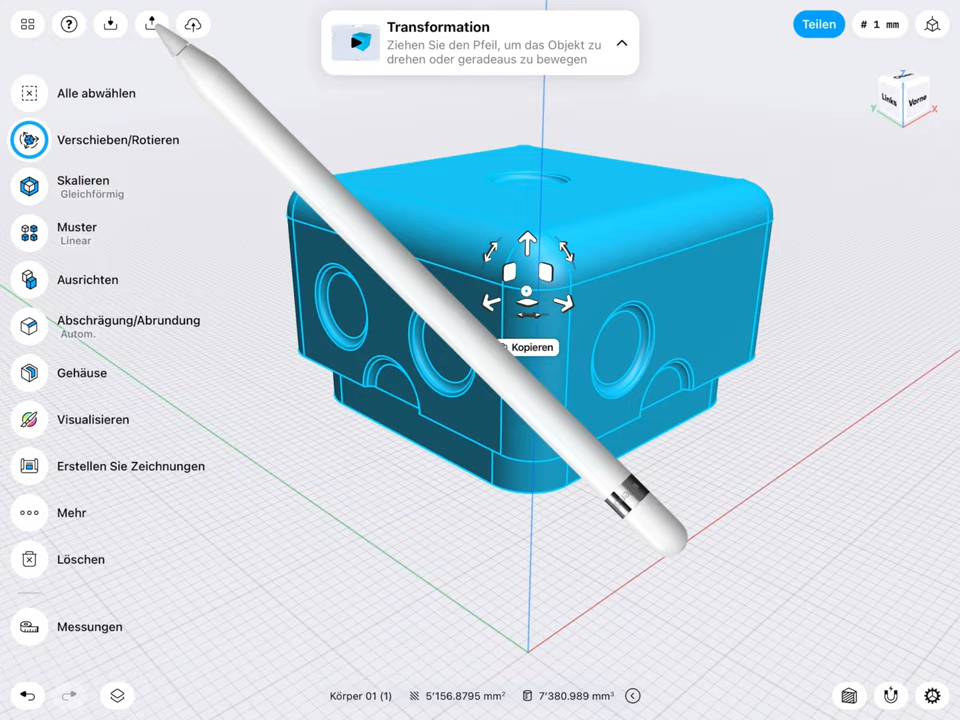 Transformation
Ziehen Sie den Pfeil, um das Objekt zu
drehen oder geradeaus zu bewegen
Teilen
# 1 mm
Alle abwählen
Verschieben/Rotieren
Skalieren
Gleichförmig
Muster
Linear
Ausrichten
Abschrägung/Abrundung
Autom.
Gehäuse
Visualisieren
Erstellen Sie Zeichnungen
Mehr
Löschen
Messungen
Z
Links
Vorne
Y
X
Kopieren
Körper 01 (1)
5’156.8795 mm²
7’380.989 mm³